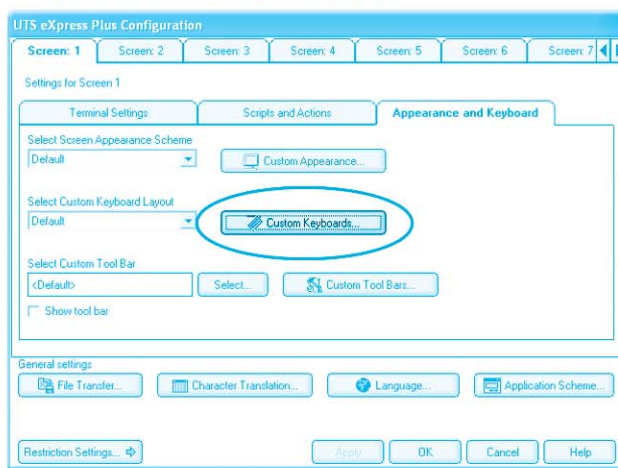 UTS eXpress Plus Configuration
Screen: 1 Screen: 2 Screen: 3 Screen: 4 Screen: 5 Screen: 6 Screen: 7
Settings for Screen 1
Terminal Settings Scripts and Actions Appearance and Keyboard
Select Screen Appearance Scheme
Default Custom Appearance...
Select Custom Keyboard Layout
Default Custom Keyboards...
Select Custom Tool Bar
<Default> Select... Custom Tool Bars...
Show tool bar
General settings
File Transfer... Character Translation... Language... Application Scheme...
Restriction Settings... Apply OK Cancel Help